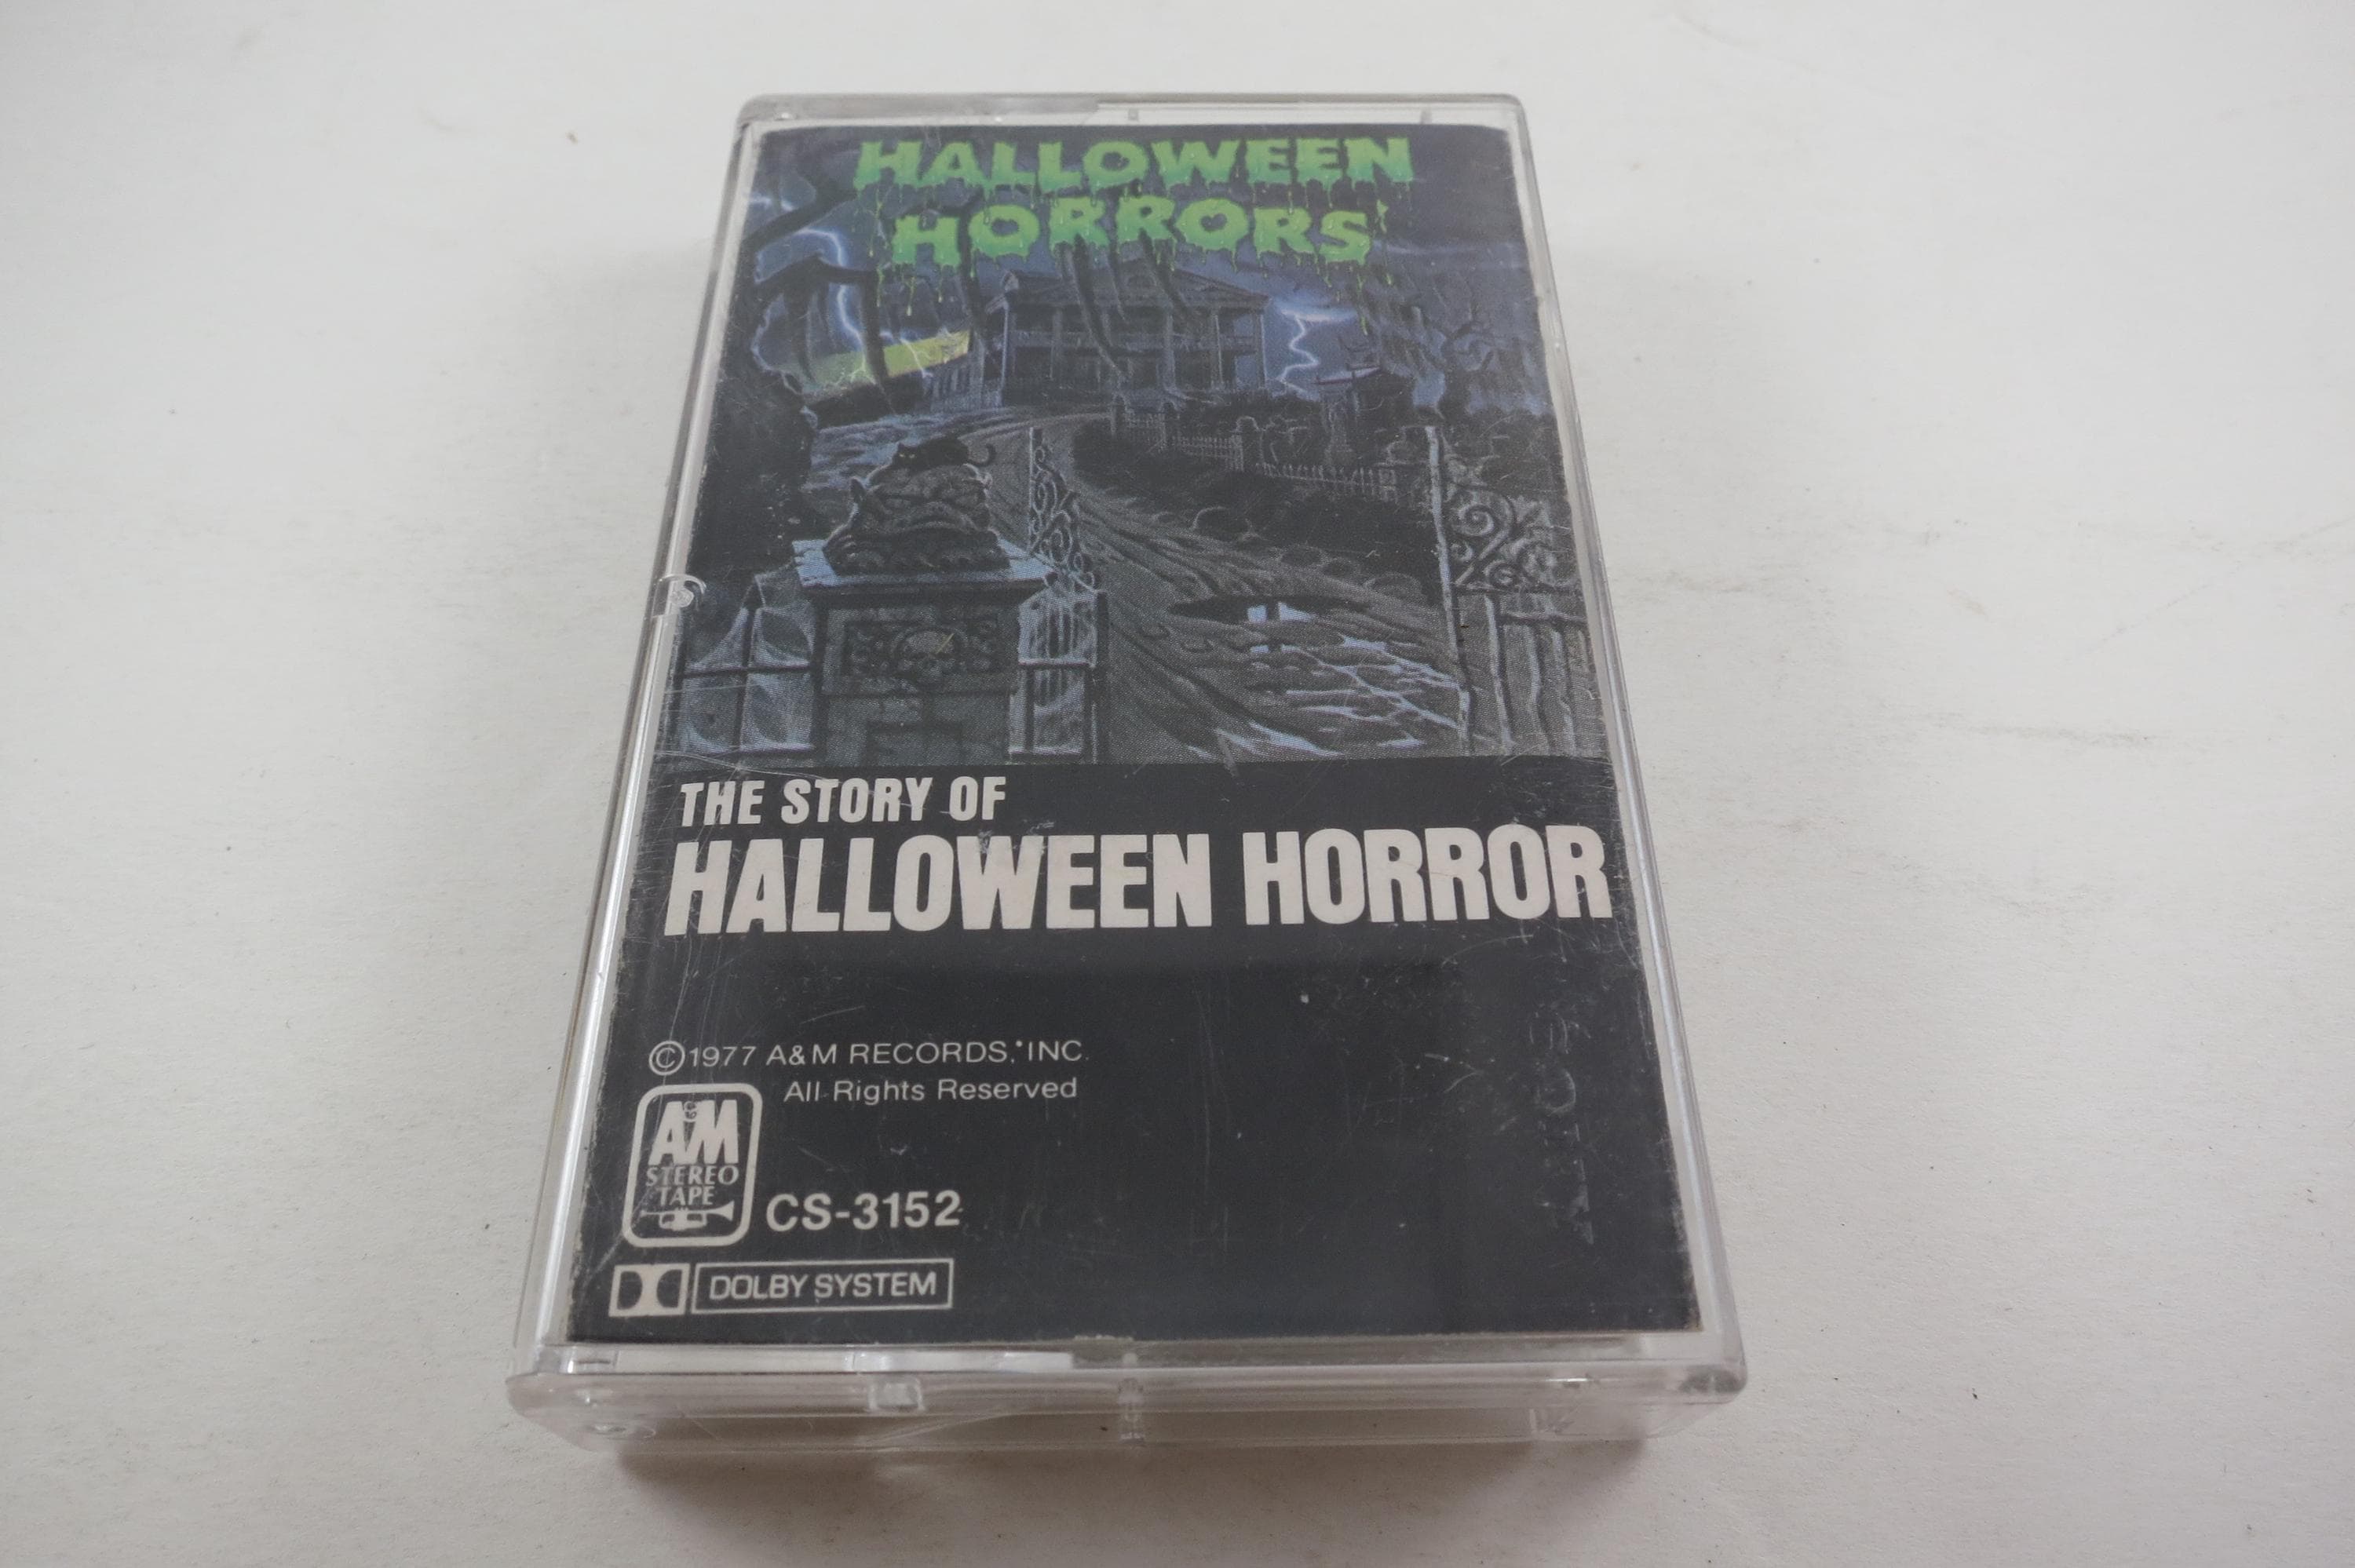 HALLOWEEN
HORRORS
THE STORY OF
HALLOWEEN HORROR
©1977 A&M RECORDS, INC.
All Rights Reserved
A&M
STEREO
TAPE
CS-3152
DOLBY SYSTEM